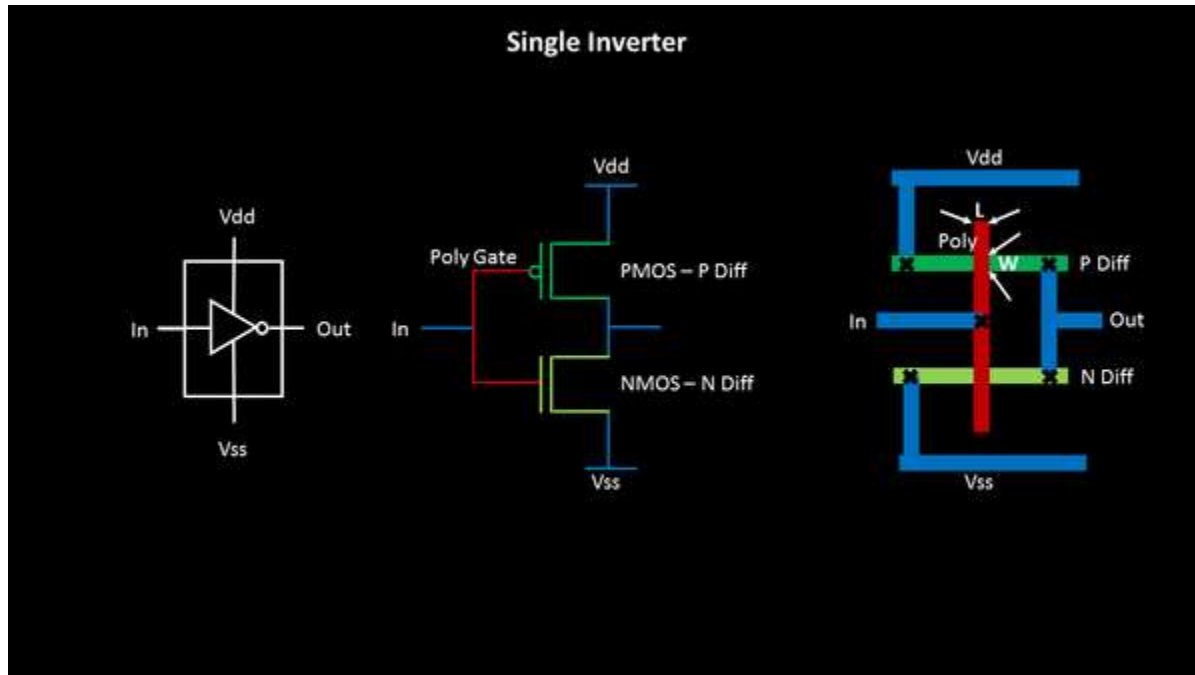 Single Inverter
Vdd
In
Out
Vss
Vdd
Poly Gate
PMOS – P Diff
In
NMOS – N Diff
Vss
Vdd
L
Poly
W
P Diff
In
Out
N Diff
Vss